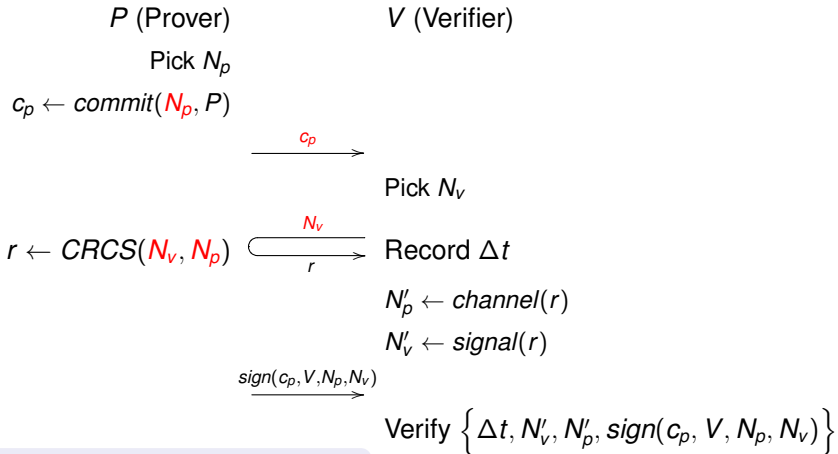 P (Prover) V (Verifier)
Pick N_p
c_p ← commit(N_p, P)
c_p
Pick N_v
N_v
r ← CRCS(N_v, N_p) Record Δt
r
N′_p ← channel(r)
N′_v ← signal(r)
sign(c_p,V,N_p,N_v)
Verify {Δt, N′_v, N′_p, sign(c_p, V, N_p, N_v)}